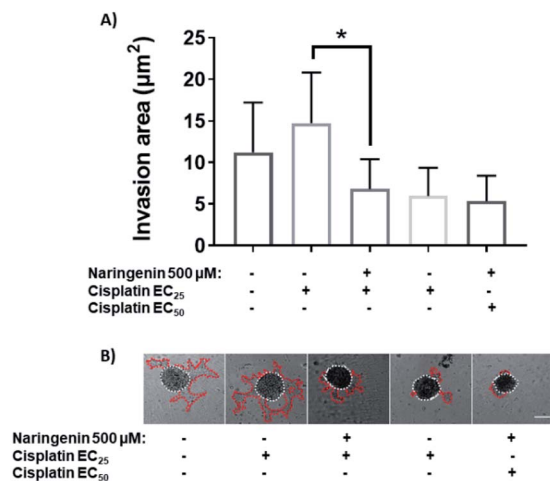 A)
*
Invasion area (µm²)
25
20
15
10
5
0
Naringenin 500 µM: - - + - +
Cisplatin EC₂₅ - + + + -
Cisplatin EC₅₀ - - - - +
B)
Naringenin 500 µM: - - + - +
Cisplatin EC₂₅ - + + + -
Cisplatin EC₅₀ - - - - +